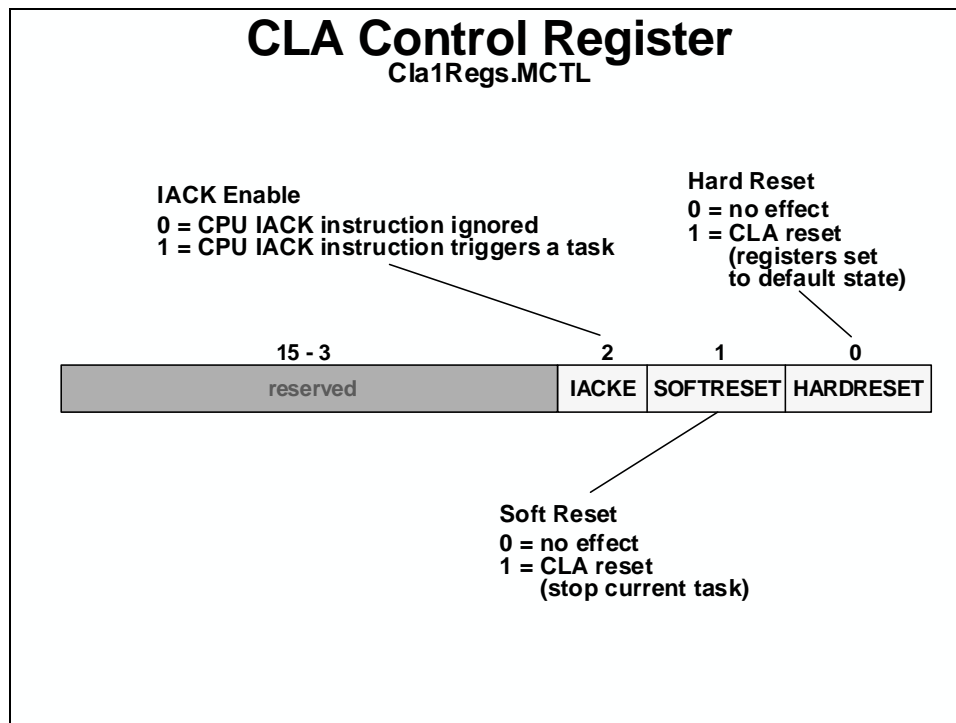 CLA Control Register
Cla1Regs.MCTL
IACK Enable
0 = CPU IACK instruction ignored
1 = CPU IACK instruction triggers a task
Hard Reset
0 = no effect
1 = CLA reset
(registers set
to default state)
15 - 3
2
1
0
reserved
IACKE
SOFTRESET
HARDRESET
Soft Reset
0 = no effect
1 = CLA reset
(stop current task)